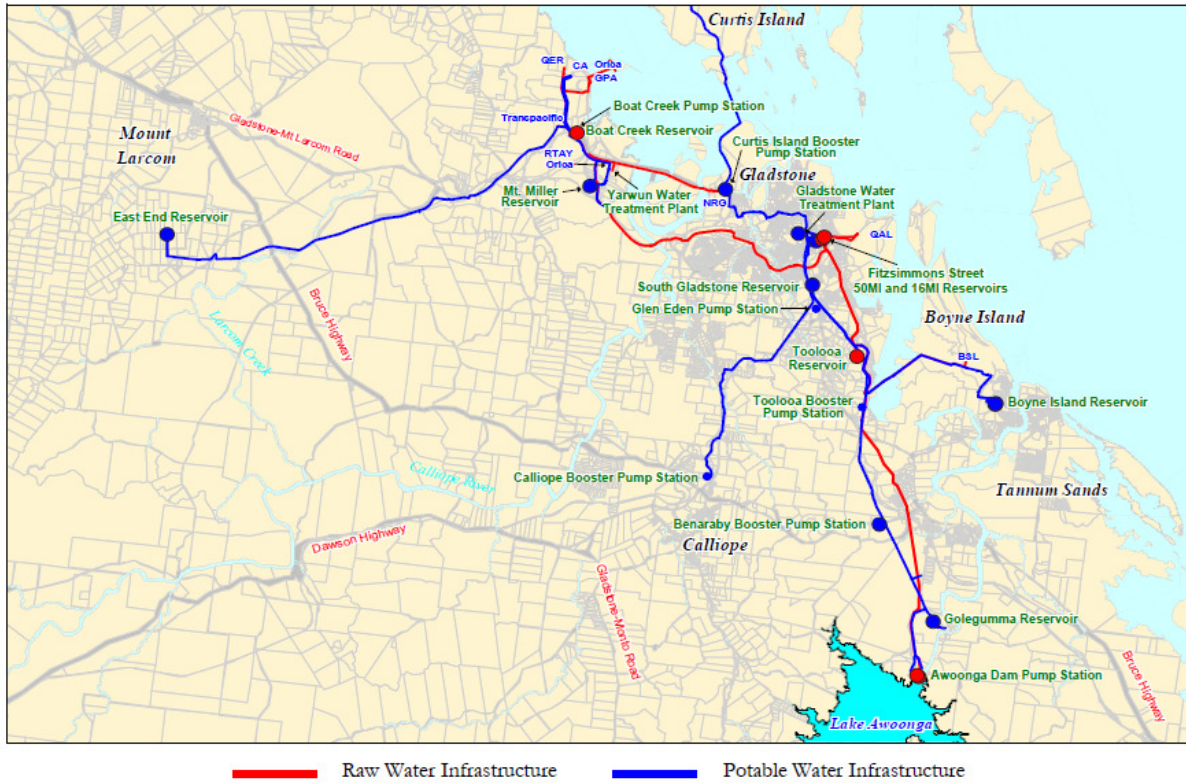 Curtis Island
QER
CA
Orica
GPA
Boat Creek Pump Station
Transpacific
Boat Creek Reservoir
Mount
Larcom
Gladstone-Mt Larcom Road
RTAY
Orica
Curtis Island Booster
Pump Station
Gladstone
Mt. Miller
Reservoir
Yarwun Water
Treatment Plant
NRG
Gladstone Water
Treatment Plant
East End Reservoir
QAL
Fitzsimmons Street
50Ml and 16Ml Reservoirs
South Gladstone Reservoir
Glen Eden Pump Station
Bruce Highway
Larcom Creek
Boyne Island
Toolooa
Reservoir
BSL
Toolooa Booster
Pump Station
Boyne Island Reservoir
Calliope River
Calliope Booster Pump Station
Tannum Sands
Dawson Highway
Benaraby Booster Pump Station
Calliope
Gladstone-Monto Road
Golegumma Reservoir
Awoonga Dam Pump Station
Bruce Highway
Lake Awoonga
Raw Water Infrastructure
Potable Water Infrastructure